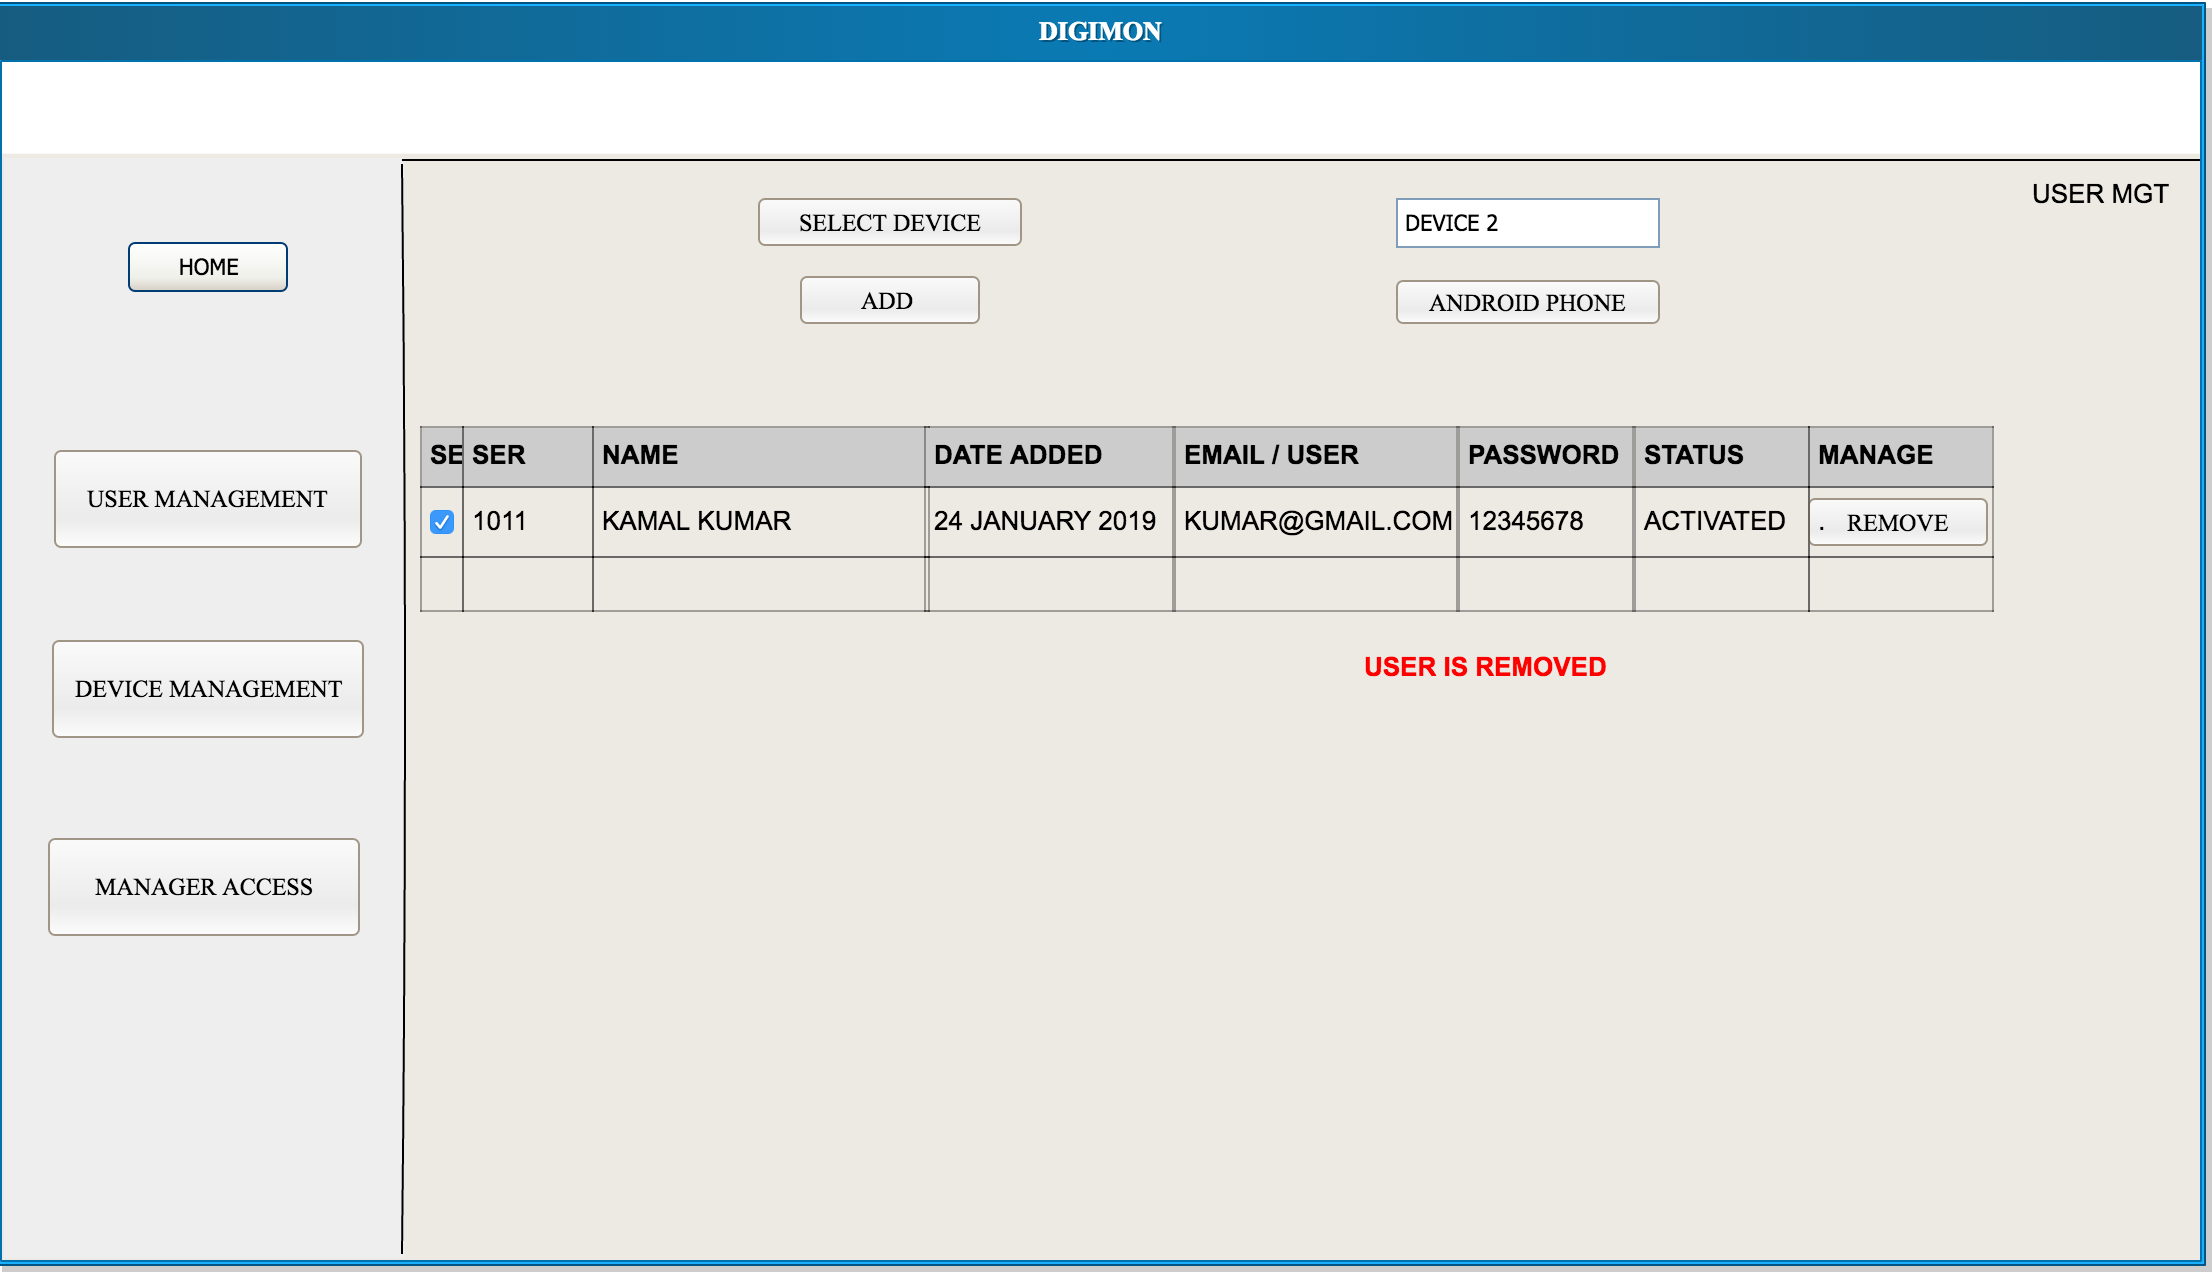 DIGIMON
USER MGT
SELECT DEVICE
DEVICE 2
HOME
ADD
ANDROID PHONE
SE SER NAME DATE ADDED EMAIL / USER PASSWORD STATUS MANAGE
1011 KAMAL KUMAR 24 JANUARY 2019 KUMAR@GMAIL.COM 12345678 ACTIVATED . REMOVE
USER MANAGEMENT
USER IS REMOVED
DEVICE MANAGEMENT
MANAGER ACCESS